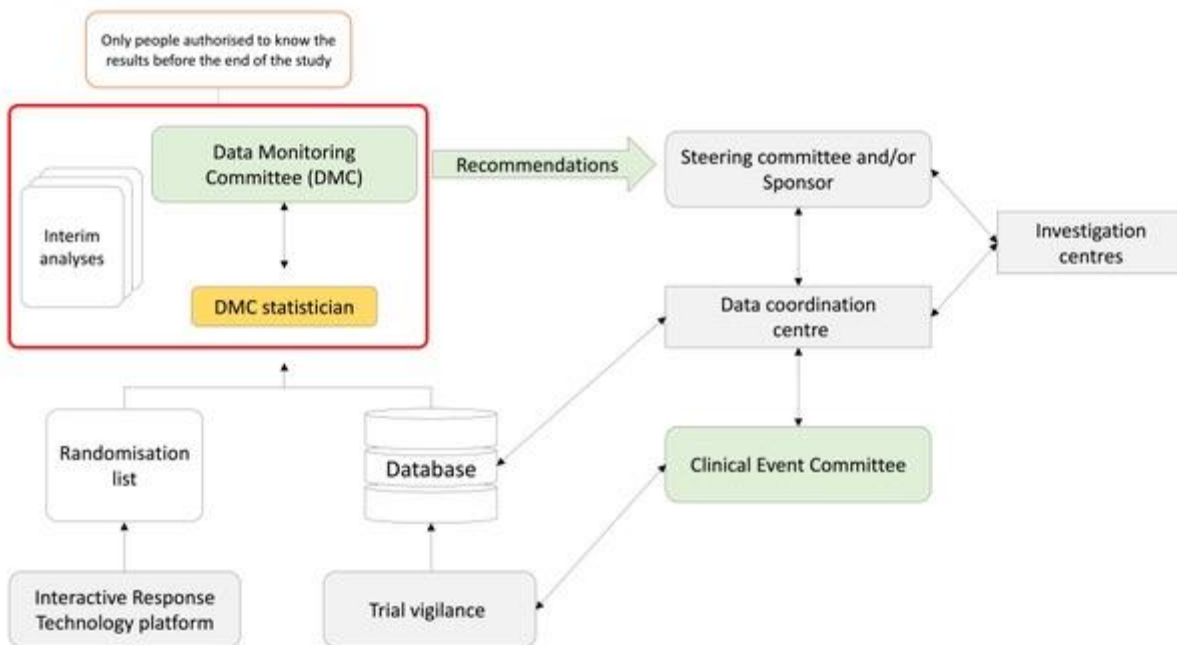 Only people authorised to know the
results before the end of the study
Data Monitoring
Committee (DMC)
Recommendations
Steering committee and/or
Sponsor
Interim
analyses
Investigation
centres
DMC statistician
Data coordination
centre
Randomisation
list
Database
Clinical Event Committee
Interactive Response
Technology platform
Trial vigilance